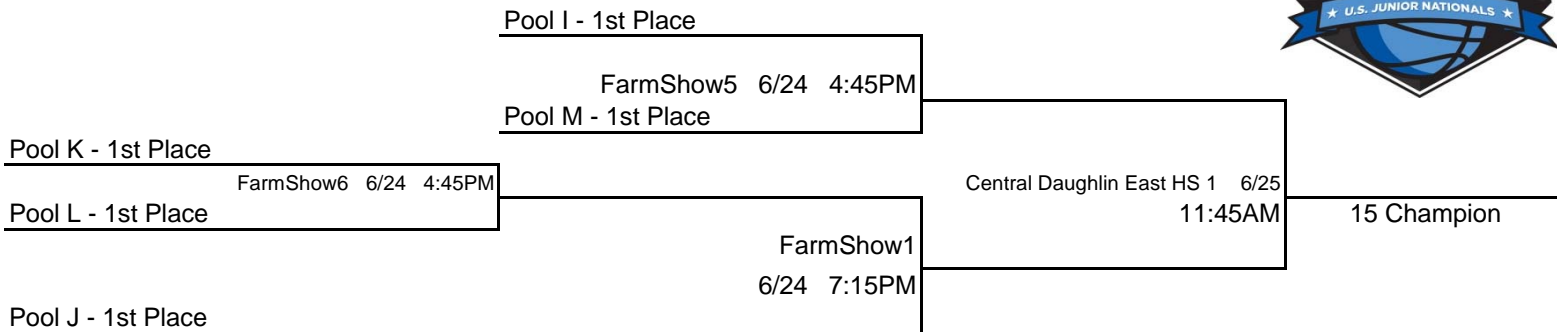 ★ U.S. JUNIOR NATIONALS ★
Pool I - 1st Place
FarmShow5 6/24 4:45PM
Pool M - 1st Place
Pool K - 1st Place
FarmShow6 6/24 4:45PM
Central Daughlin East HS 1 6/25
Pool L - 1st Place
11:45AM
15 Champion
FarmShow1
6/24 7:15PM
Pool J - 1st Place